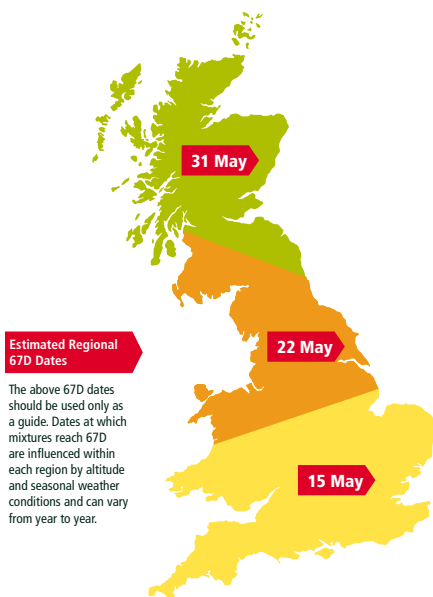 31 May
22 May
Estimated Regional
67D Dates
The above 67D dates
should be used only as
a guide. Dates at which
mixtures reach 67D
are influenced within
each region by altitude
and seasonal weather
conditions and can vary
from year to year.
15 May